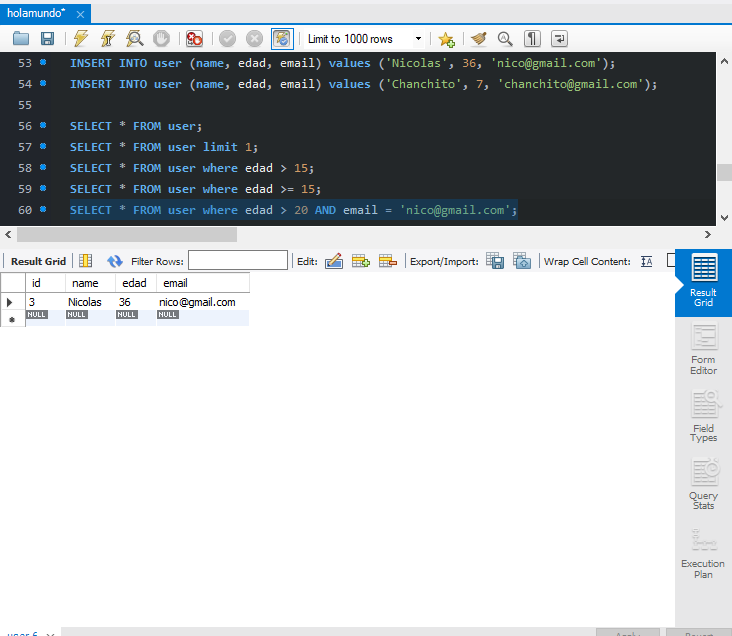 holamundo*
Limit to 1000 rows
53 INSERT INTO user (name, edad, email) values ('Nicolas', 36, 'nico@gmail.com');
54 INSERT INTO user (name, edad, email) values ('Chanchito', 7, 'chanchito@gmail.com');
55
56 SELECT * FROM user;
57 SELECT * FROM user limit 1;
58 SELECT * FROM user where edad > 15;
59 SELECT * FROM user where edad >= 15;
60 SELECT * FROM user where edad > 20 AND email = 'nico@gmail.com';
Result Grid Filter Rows: Edit: Export/Import: Wrap Cell Content:
id name edad email
3 Nicolas 36 nico@gmail.com
NULL NULL NULL NULL
Result
Grid
Form
Editor
Field
Types
Query
Stats
Execution
Plan
user 6 Apply Revert